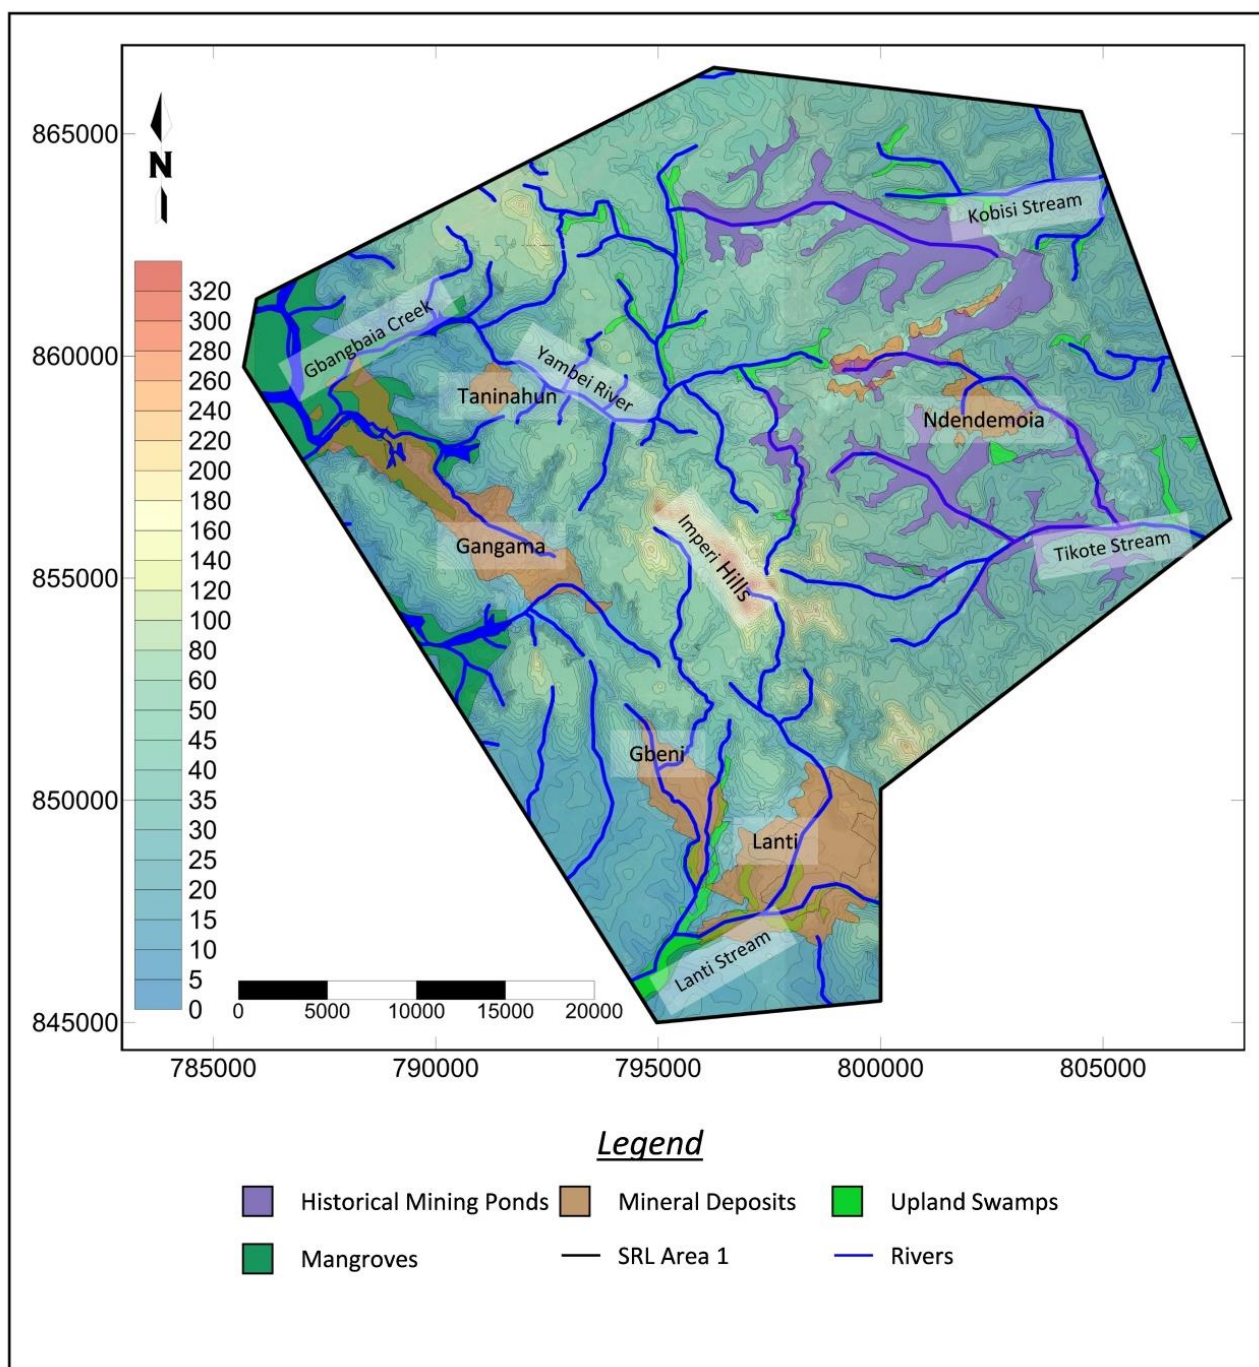 865000
860000
855000
850000
845000
N
320
300
280
260
240
220
200
180
160
140
120
100
80
60
50
45
40
35
30
25
20
15
10
5
0
Kobisi Stream
Gbangbaia Creek
Yambei River
Taninahun
Ndendemoia
Gangama
Imperi Hills
Tikote Stream
Gbeni
Lanti
Lanti Stream
0 5000 10000 15000 20000
785000 790000 795000 800000 805000
Legend
Historical Mining Ponds Mineral Deposits Upland Swamps
Mangroves SRL Area 1 Rivers